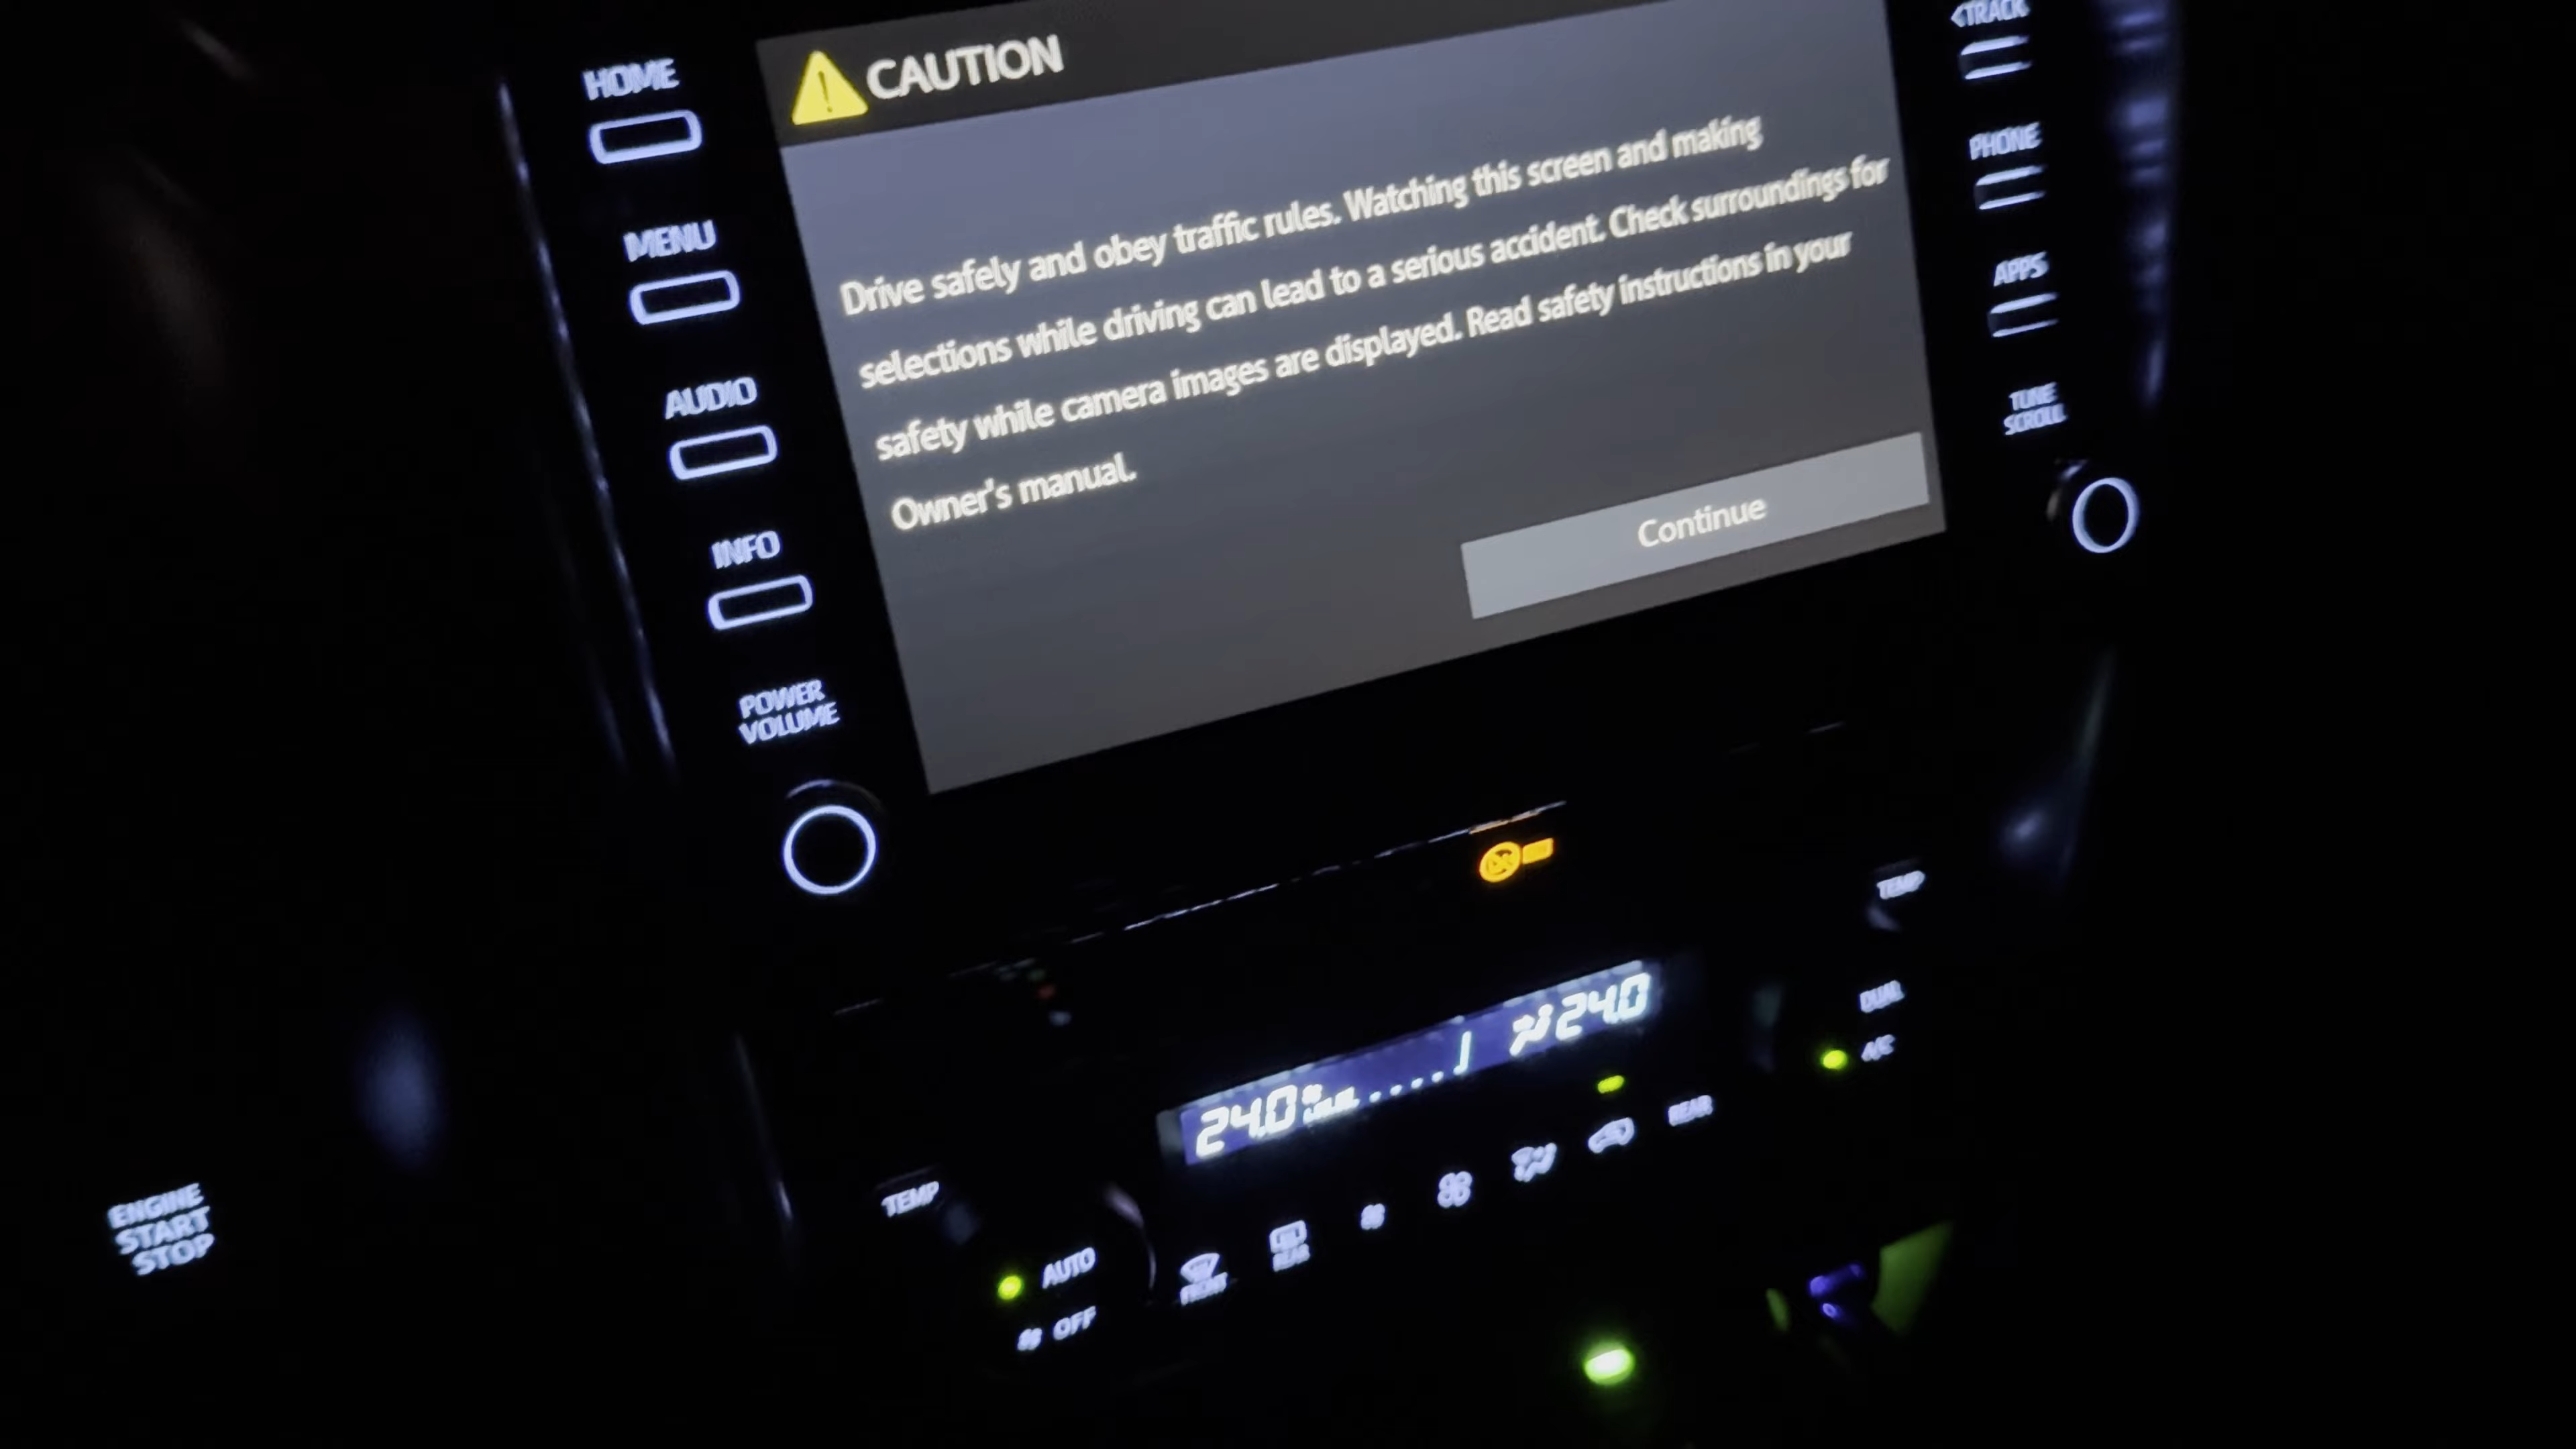 CAUTION
Drive safely and obey traffic rules. Watching this screen and making
selections while driving can lead to a serious accident. Check surroundings for
safety while camera images are displayed. Read safety instructions in your
Owner's manual.
Continue
HOME
MENU
AUDIO
INFO
POWER
VOLUME
<TRACK
PHONE
APPS
TUNE
SCROLL
TEMP
DUAL
A/C
24.0
24.0
REAR
TEMP
AUTO
OFF
FRONT
REAR
ENGINE
START
STOP